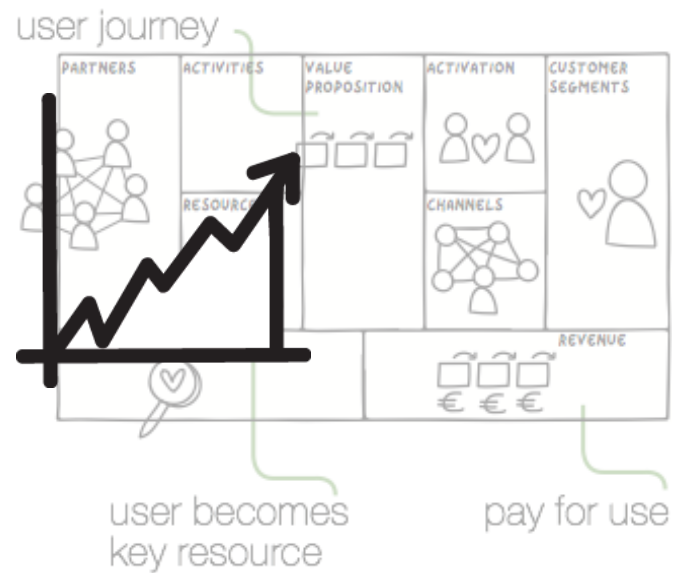 user journey
PARTNERS
ACTIVITIES
VALUE
PROPOSITION
ACTIVATION
CUSTOMER
SEGMENTS
RESOURC
CHANNELS
REVENUE
€ € €
user becomes
key resource
pay for use